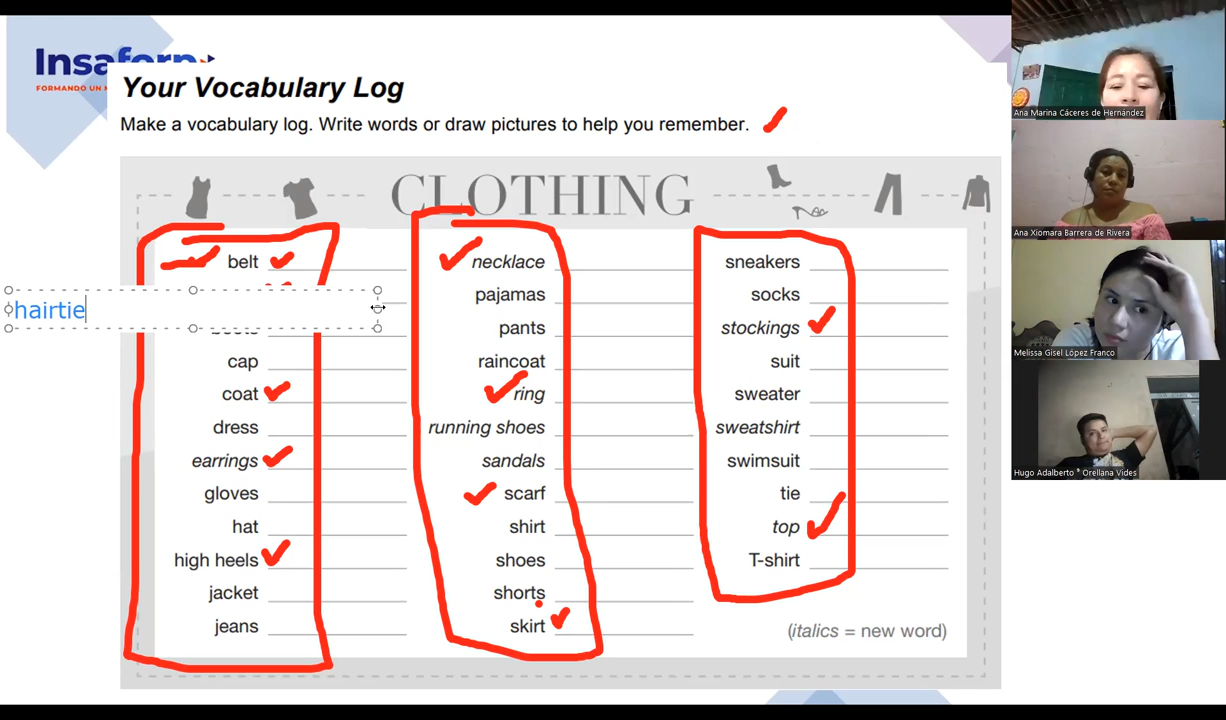 Insaforp
FORMANDO UN
Your Vocabulary Log
Make a vocabulary log. Write words or draw pictures to help you remember.
CLOTHING
belt
hairtie
boots
cap
coat
dress
earrings
gloves
hat
high heels
jacket
jeans
necklace
pajamas
pants
raincoat
ring
running shoes
sandals
scarf
shirt
shoes
shorts
skirt
sneakers
socks
stockings
suit
sweater
sweatshirt
swimsuit
tie
top
T-shirt
(italics = new word)
Ana Marina Cáceres de Hernández
Ana Xiomara Barrera de Rivera
Melissa Gisel López Franco
Hugo Adalberto Orellana Vides